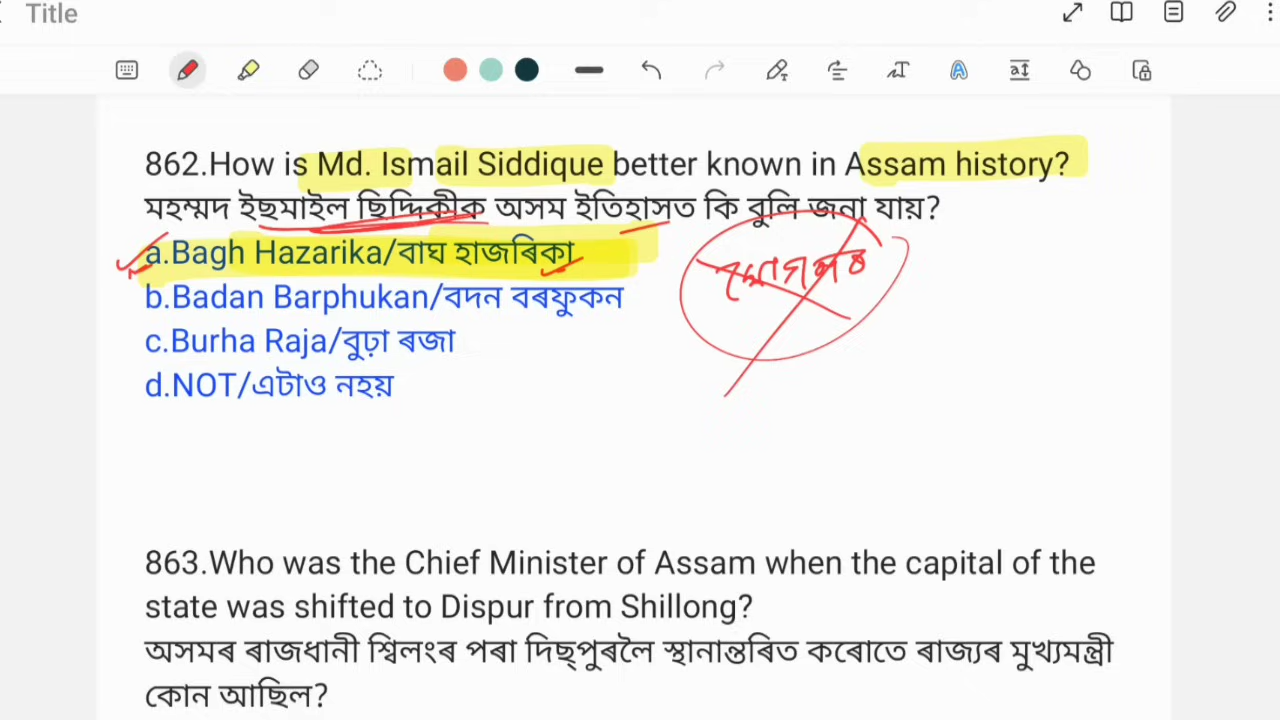 Title
862.How is Md. Ismail Siddique better known in Assam history?
মহম্মদ ইছমাইল ছিদ্দিকীক অসম ইতিহাসত কি বুলি জনা যায়?
a.Bagh Hazarika/বাঘ হাজৰিকা
b.Badan Barphukan/বদন বৰফুকন
c.Burha Raja/বুঢ়া ৰজা
d.NOT/এটাও নহয়
863.Who was the Chief Minister of Assam when the capital of the
state was shifted to Dispur from Shillong?
অসমৰ ৰাজধানী শ্বিলংৰ পৰা দিছপুৰলৈ স্থানান্তৰিত কৰোতে ৰাজ্যৰ মুখ্যমন্ত্ৰী
কোন আছিল?